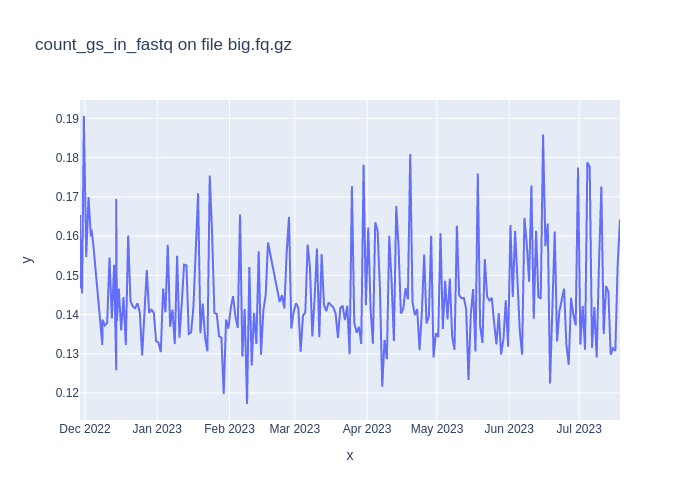 count_gs_in_fastq on file big.fq.gz
0.19
0.18
0.17
0.16
0.15
0.14
0.13
0.12
y
Dec 2022 Jan 2023 Feb 2023 Mar 2023 Apr 2023 May 2023 Jun 2023 Jul 2023
x